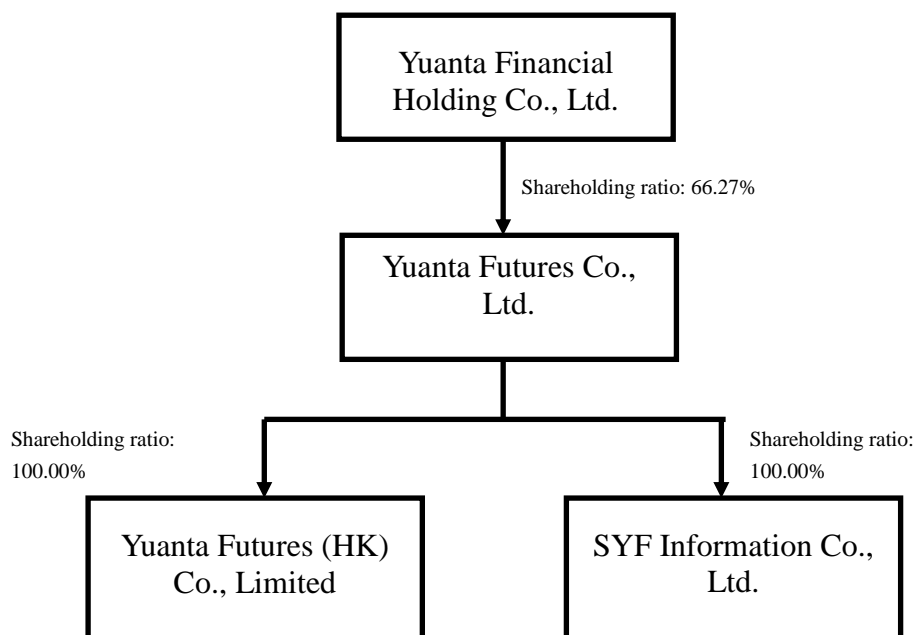 Yuanta Financial
Holding Co., Ltd.
Shareholding ratio: 66.27%
Yuanta Futures Co.,
Ltd.
Shareholding ratio:
100.00%
Shareholding ratio:
100.00%
Yuanta Futures (HK)
Co., Limited
SYF Information Co.,
Ltd.